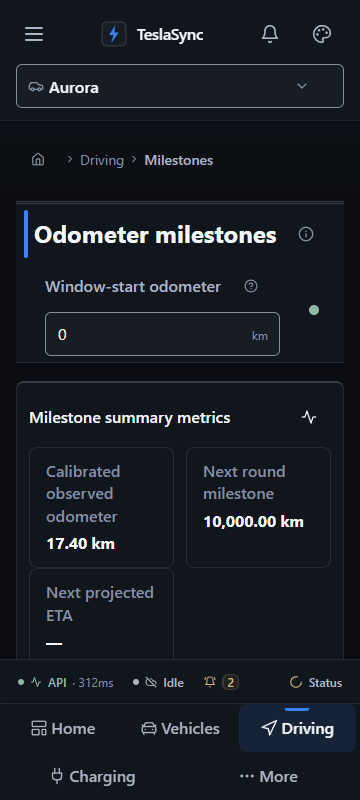 TeslaSync
Aurora
Driving
Milestones
Odometer milestones
Window-start odometer
0
km
Milestone summary metrics
Calibrated
observed
odometer
17.40 km
Next round
milestone
10,000.00 km
Next projected
ETA
—
API · 312ms
Idle
2
Status
Home
Vehicles
Driving
Charging
More